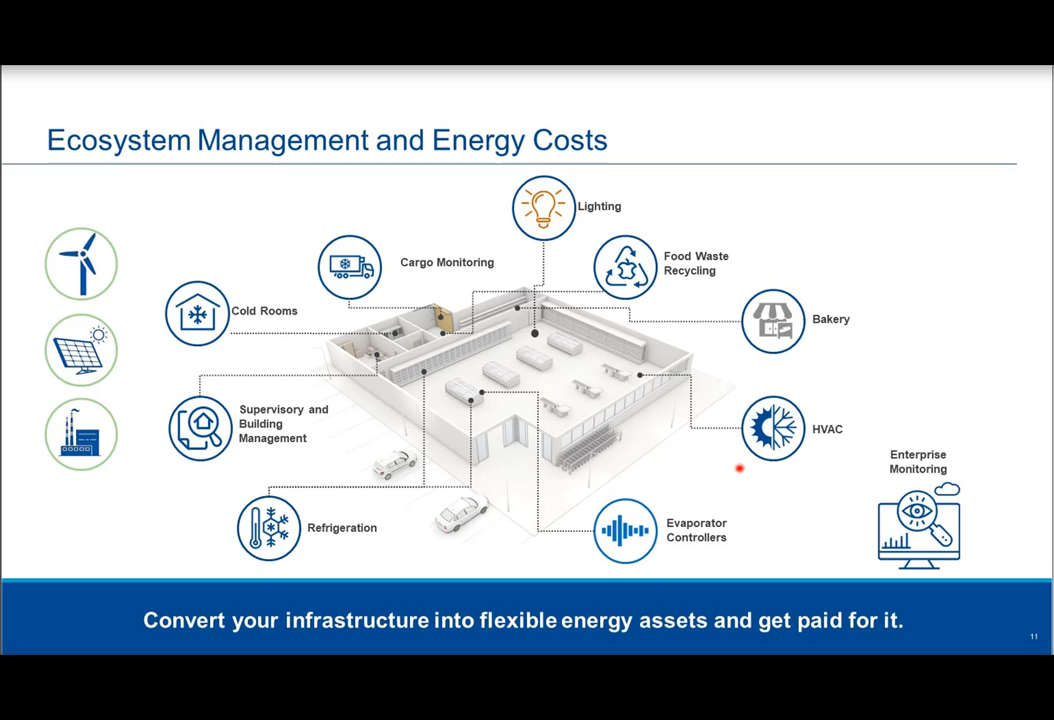 Ecosystem Management and Energy Costs
Lighting
Cargo Monitoring
Food Waste
Recycling
Cold Rooms
Bakery
Supervisory and
Building
Management
HVAC
Enterprise
Monitoring
Refrigeration
Evaporator
Controllers
Convert your infrastructure into flexible energy assets and get paid for it.
11